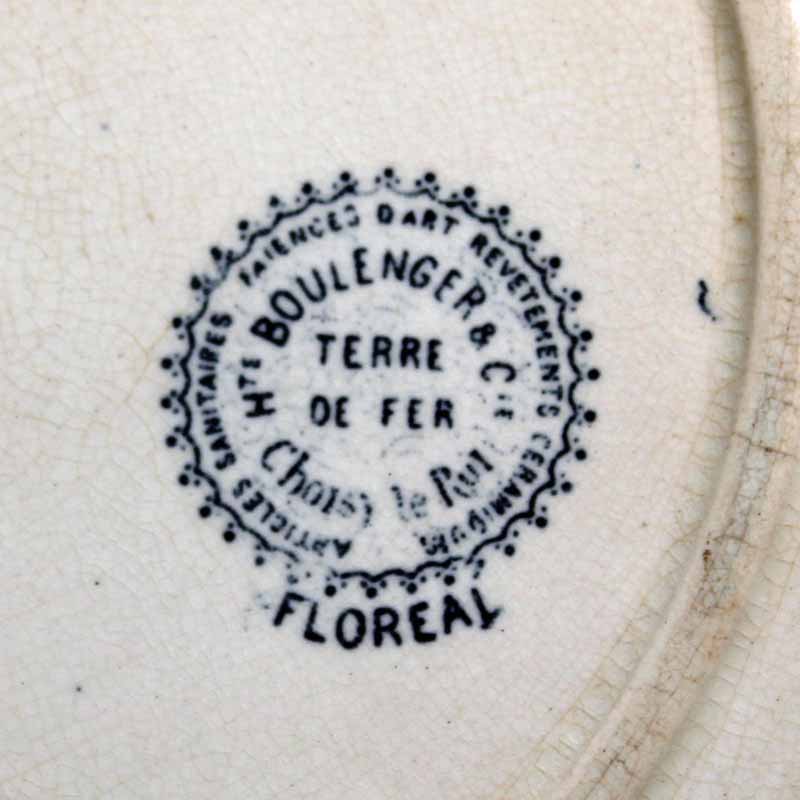 ARTICLES SANITAIRES FAIENCES D'ART REVETEMENTS CERAMIQUES
Hte BOULENGER & Cie
TERRE
DE FER
Choisy le Roi
FLOREAL